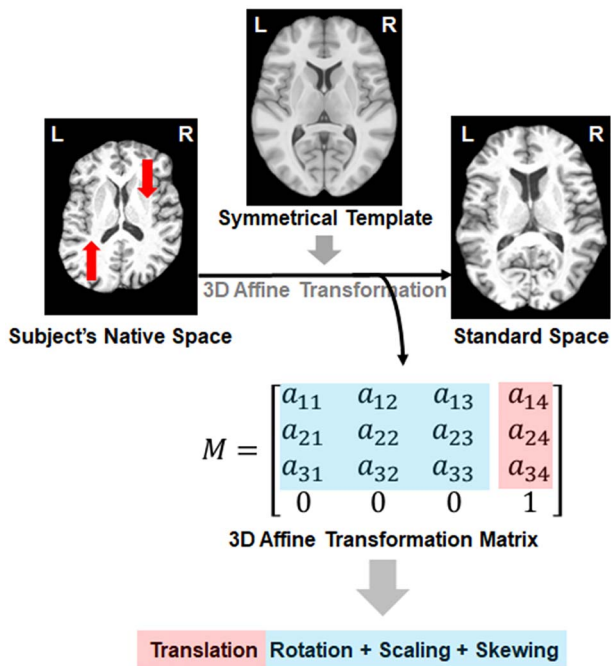 L R
L R
L R
Symmetrical Template
3D Affine Transformation
Subject's Native Space
Standard Space
M = [a₁₁ a₁₂ a₁₃ a₁₄
a₂₁ a₂₂ a₂₃ a₂₄
a₃₁ a₃₂ a₃₃ a₃₄
0 0 0 1]
3D Affine Transformation Matrix
Translation Rotation + Scaling + Skewing